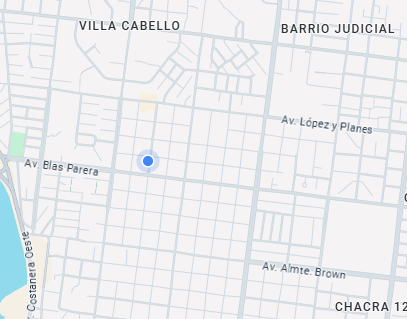 VILLA CABELLO
BARRIO JUDICIAL
Av. López y Planes
Av. Blas Parera
Costanera Oeste
Av. Almte. Brown
CHACRA 12